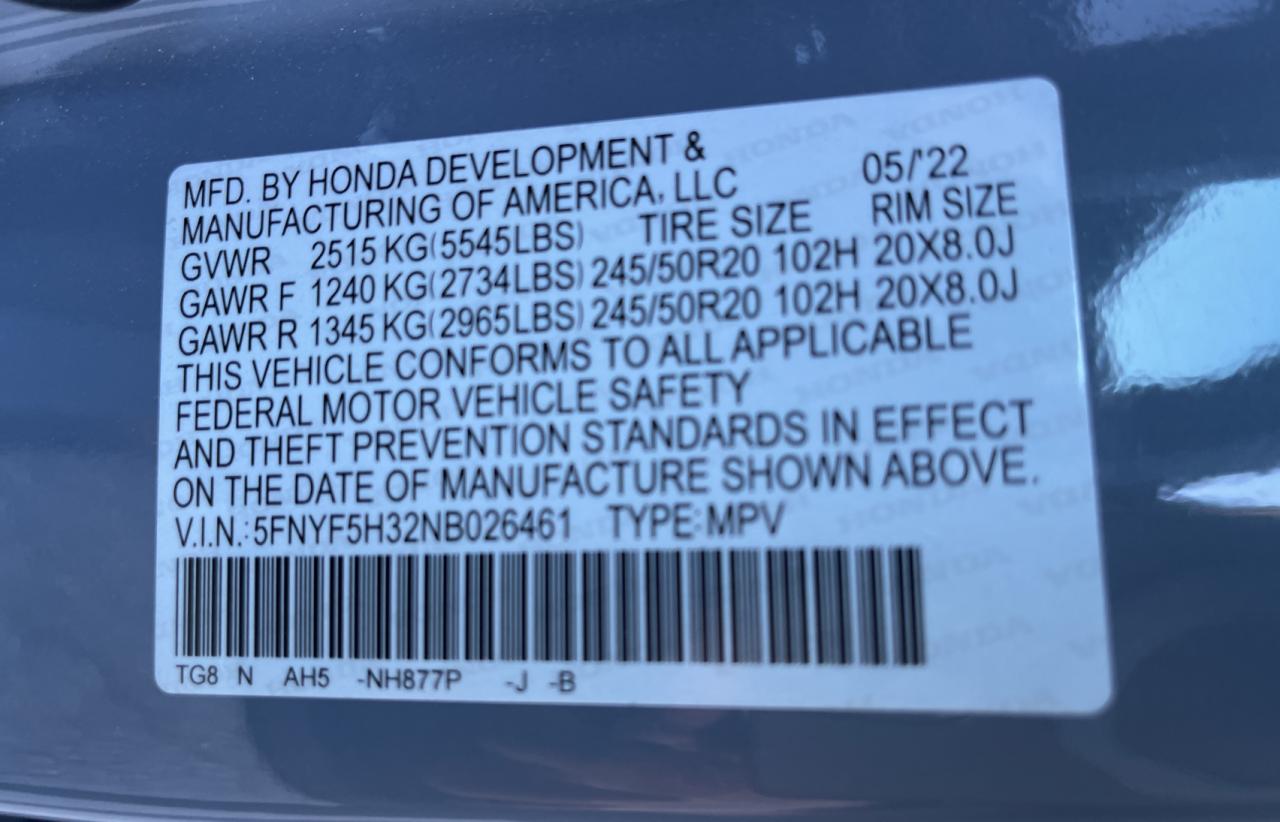 MFD. BY HONDA DEVELOPMENT &
MANUFACTURING OF AMERICA, LLC 05/'22
GVWR 2515 KG(5545LBS) TIRE SIZE RIM SIZE
GAWR F 1240 KG(2734LBS) 245/50R20 102H 20X8.0J
GAWR R 1345 KG(2965LBS) 245/50R20 102H 20X8.0J
THIS VEHICLE CONFORMS TO ALL APPLICABLE
FEDERAL MOTOR VEHICLE SAFETY
AND THEFT PREVENTION STANDARDS IN EFFECT
ON THE DATE OF MANUFACTURE SHOWN ABOVE.
V.I.N.: 5FNYF5H32NB026461 TYPE: MPV
TG8 N AH5 -NH877P -J -B